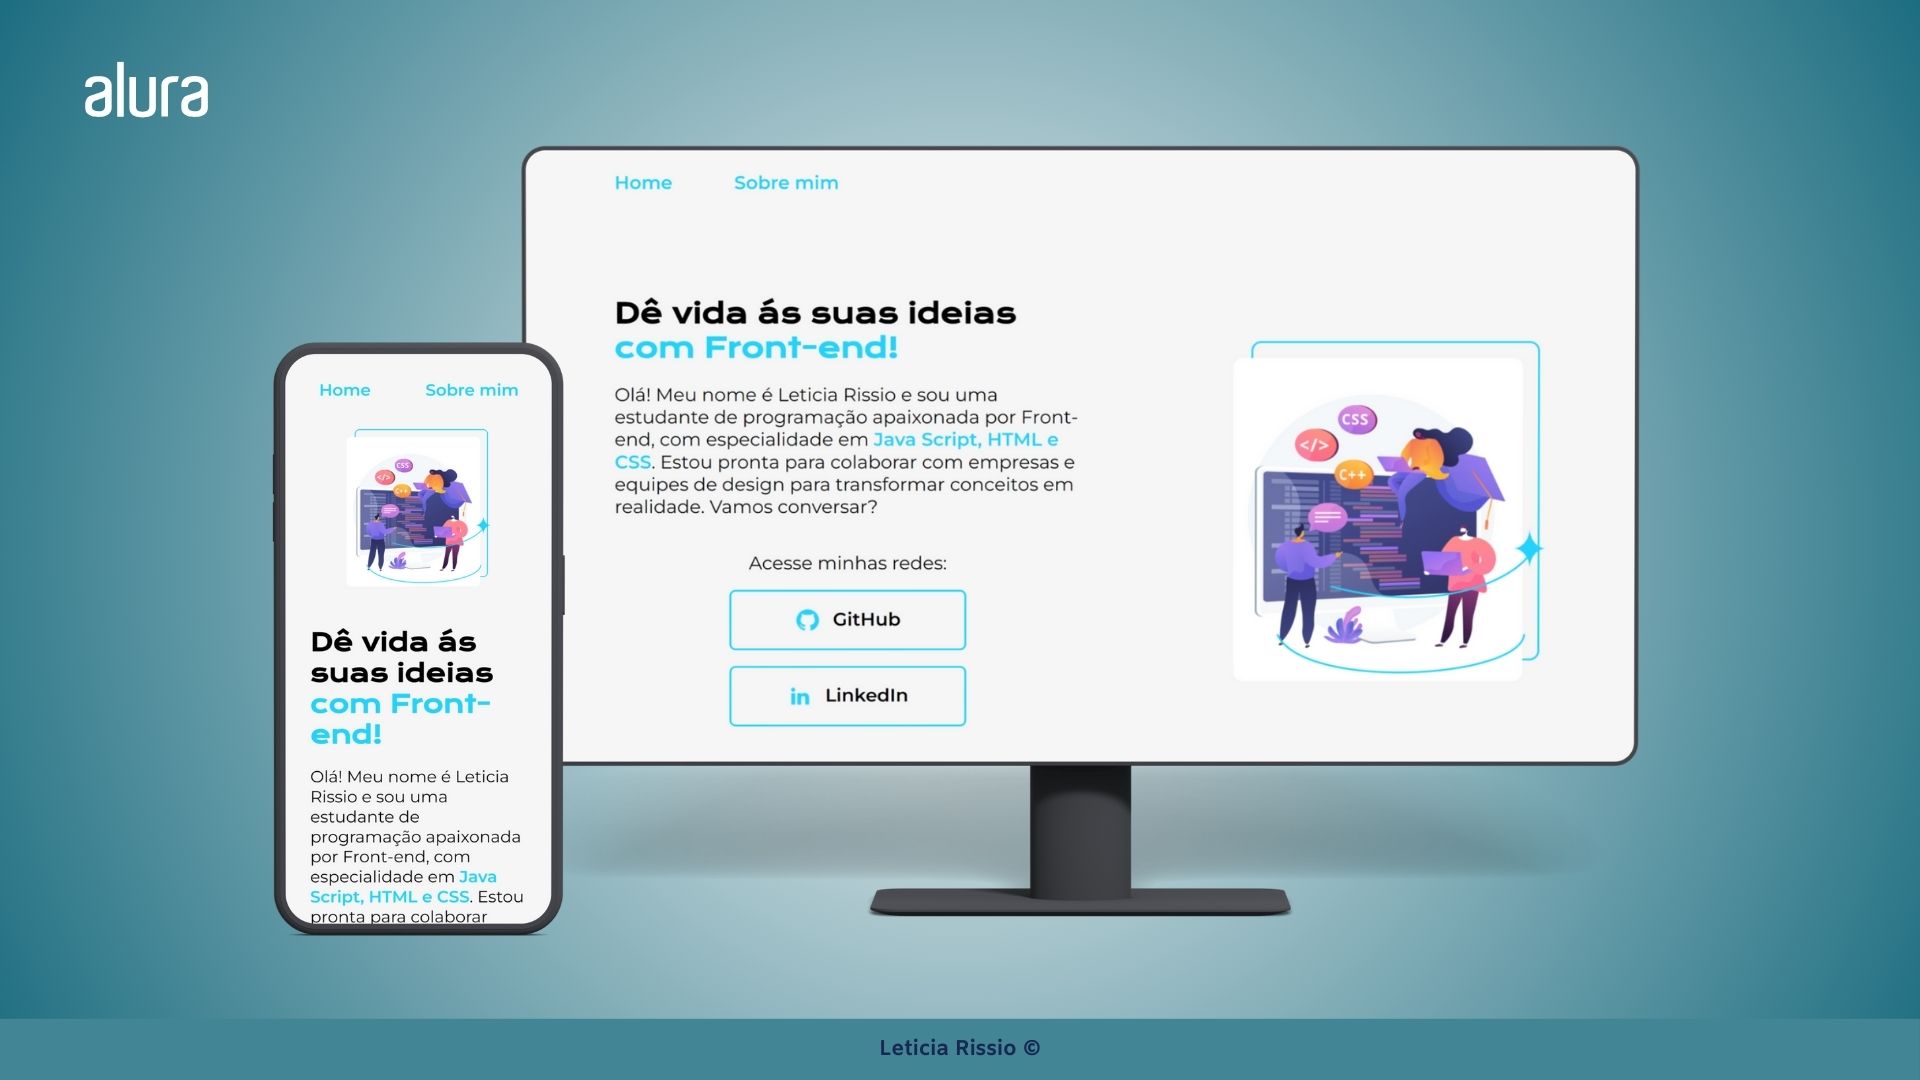 alura
Home Sobre mim
Dê vida ás suas ideias
com Front-end!
Olá! Meu nome é Leticia Rissio e sou uma
estudante de programação apaixonada por Front-
end, com especialidade em Java Script, HTML e
CSS. Estou pronta para colaborar com empresas e
equipes de design para transformar conceitos em
realidade. Vamos conversar?
Acesse minhas redes:
GitHub
in LinkedIn
CSS
</>
C++
Home Sobre mim
CSS
</>
C++
Dê vida ás
suas ideias
com Front-
end!
Olá! Meu nome é Leticia
Rissio e sou uma
estudante de
programação apaixonada
por Front-end, com
especialidade em Java
Script, HTML e CSS. Estou
pronta para colaborar
Leticia Rissio ©